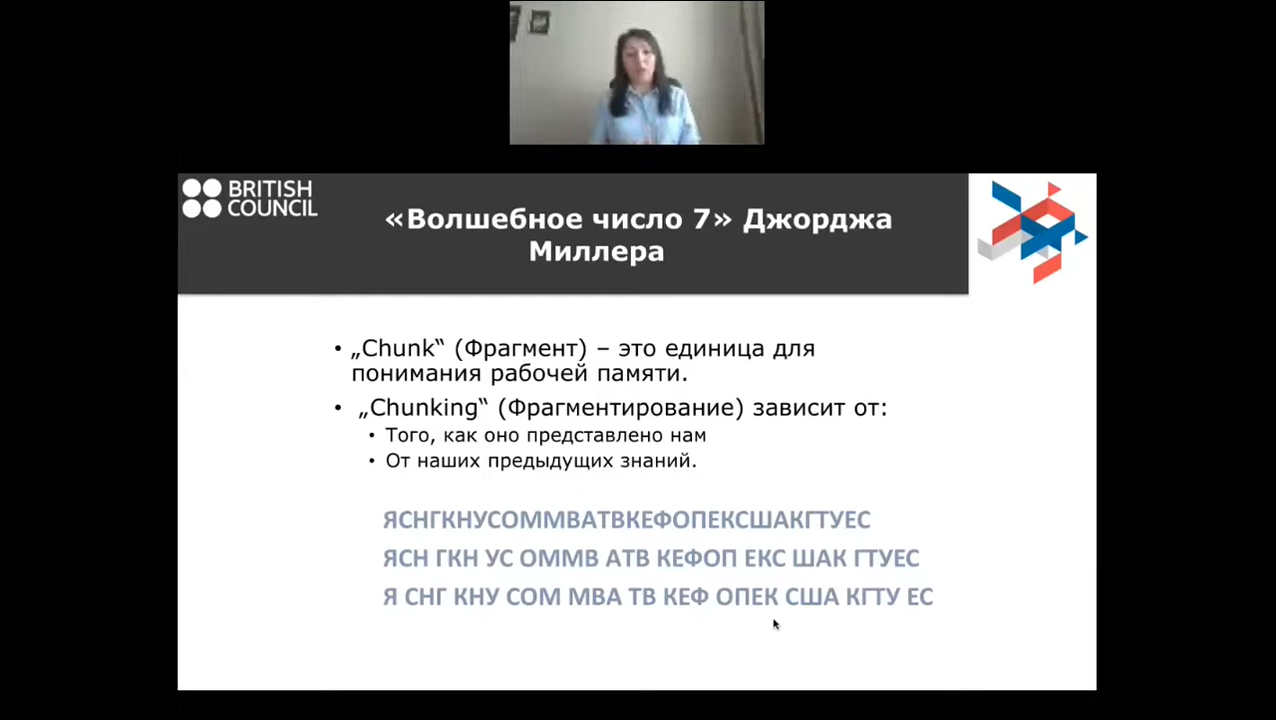 BRITISH
COUNCIL
«Волшебное число 7» Джорджа
Миллера
• „Chunk“ (Фрагмент) – это единица для
понимания рабочей памяти.
• „Chunking“ (Фрагментирование) зависит от:
• Того, как оно представлено нам
• От наших предыдущих знаний.
ЯСНГКНУСОММВАТВКЕФОПЕКСШАКГТУЕС
ЯСН ГКН УС ОММВ АТВ КЕФОП ЕКС ШАК ГТУЕС
Я СНГ КНУ СОМ МВА ТВ КЕФ ОПЕК США КГТУ ЕС